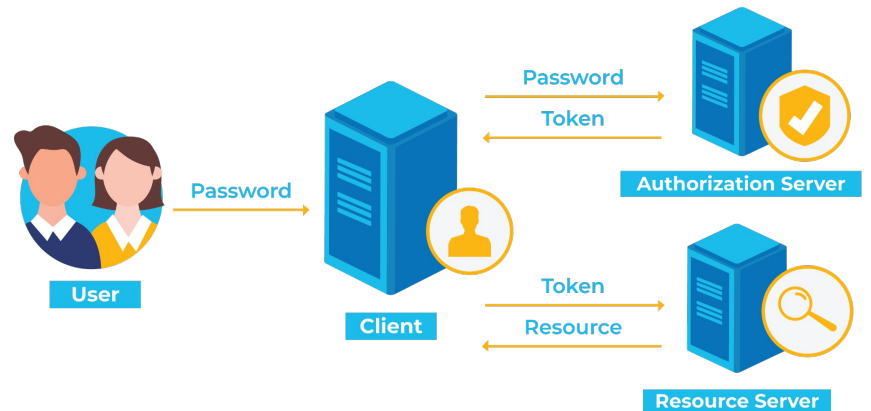 Password
Token
Authorization Server
Password
User
Client
Token
Resource
Resource Server